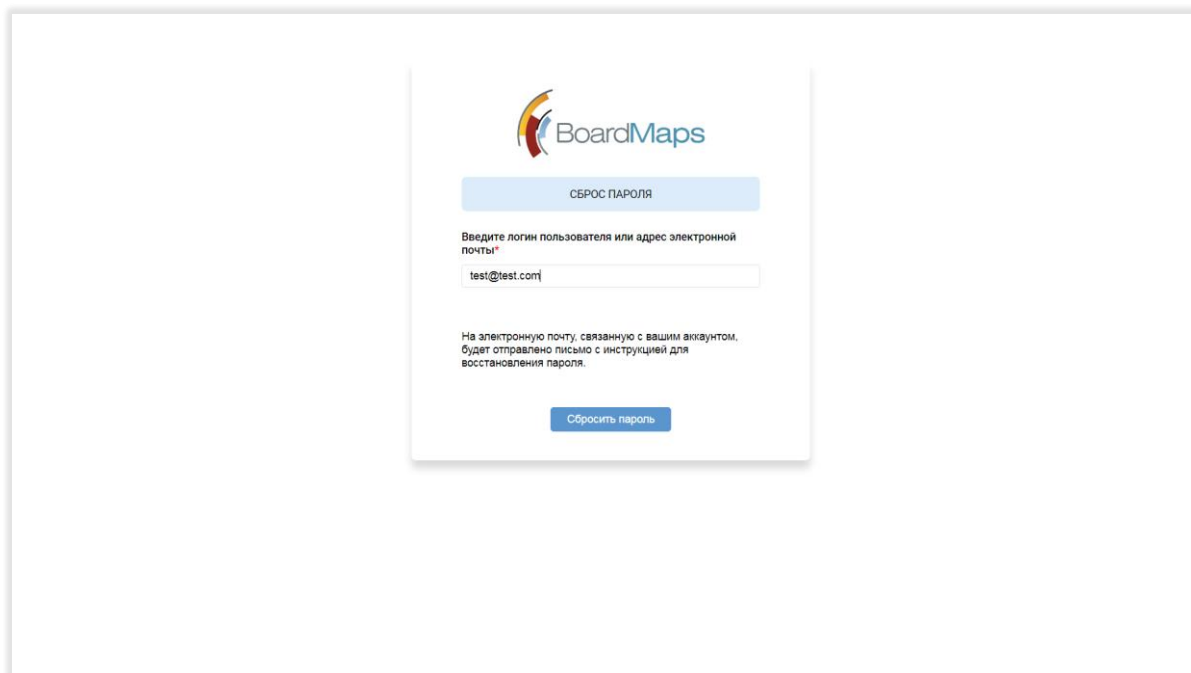 BoardMaps
СБРОС ПАРОЛЯ
Введите логин пользователя или адрес электронной
почты*
test@test.com
На электронную почту, связанную с вашим аккаунтом,
будет отправлено письмо с инструкцией для
восстановления пароля.
Сбросить пароль